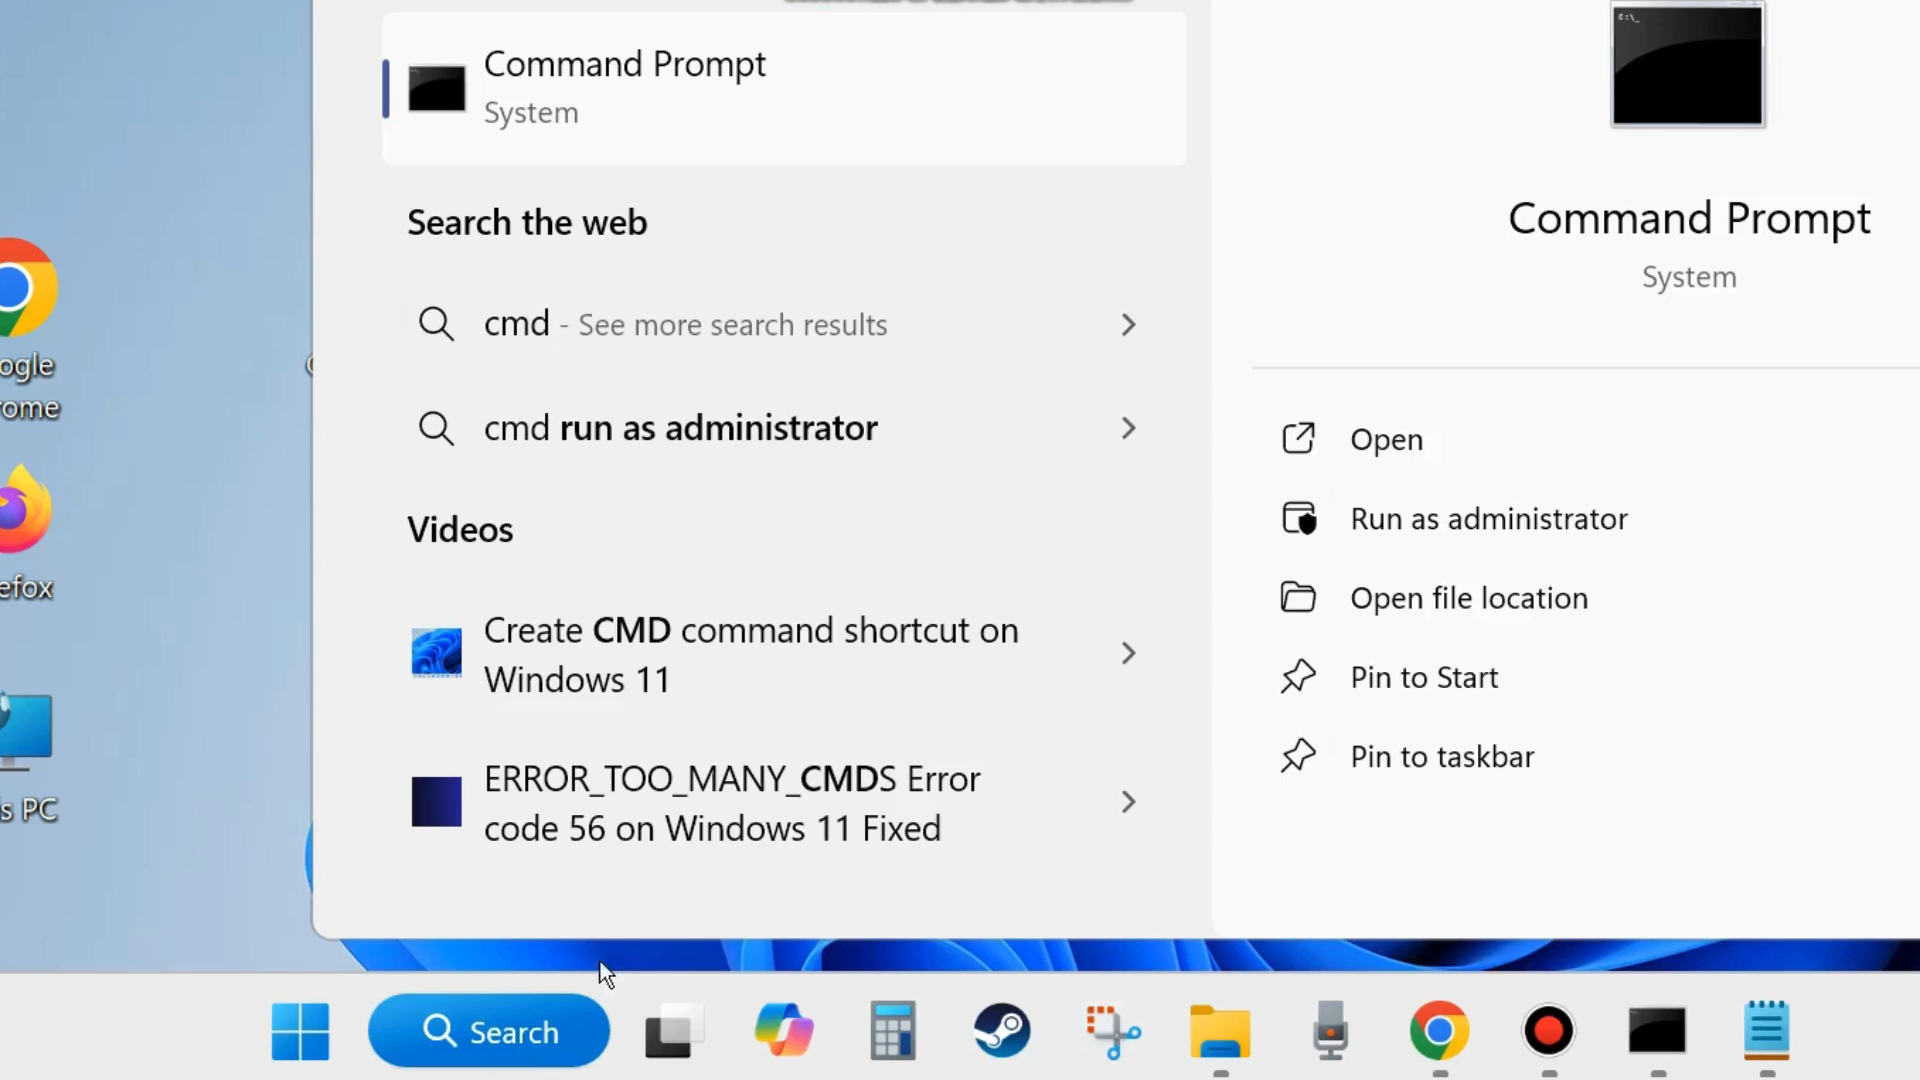 Command Prompt
System
Search the web
cmd - See more search results
cmd run as administrator
Videos
Create CMD command shortcut on
Windows 11
ERROR_TOO_MANY_CMDS Error
code 56 on Windows 11 Fixed
Command Prompt
System
Open
Run as administrator
Open file location
Pin to Start
Pin to taskbar
ogle
rome
efox
s PC
Search